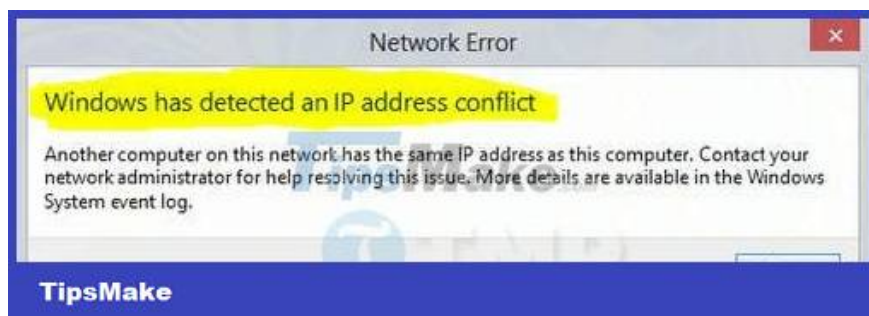 Network Error
Windows has detected an IP address conflict
Another computer on this network has the same IP address as this computer. Contact your
network administrator for help resolving this issue. More details are available in the Windows
System event log.
TipsMake
TipsMake